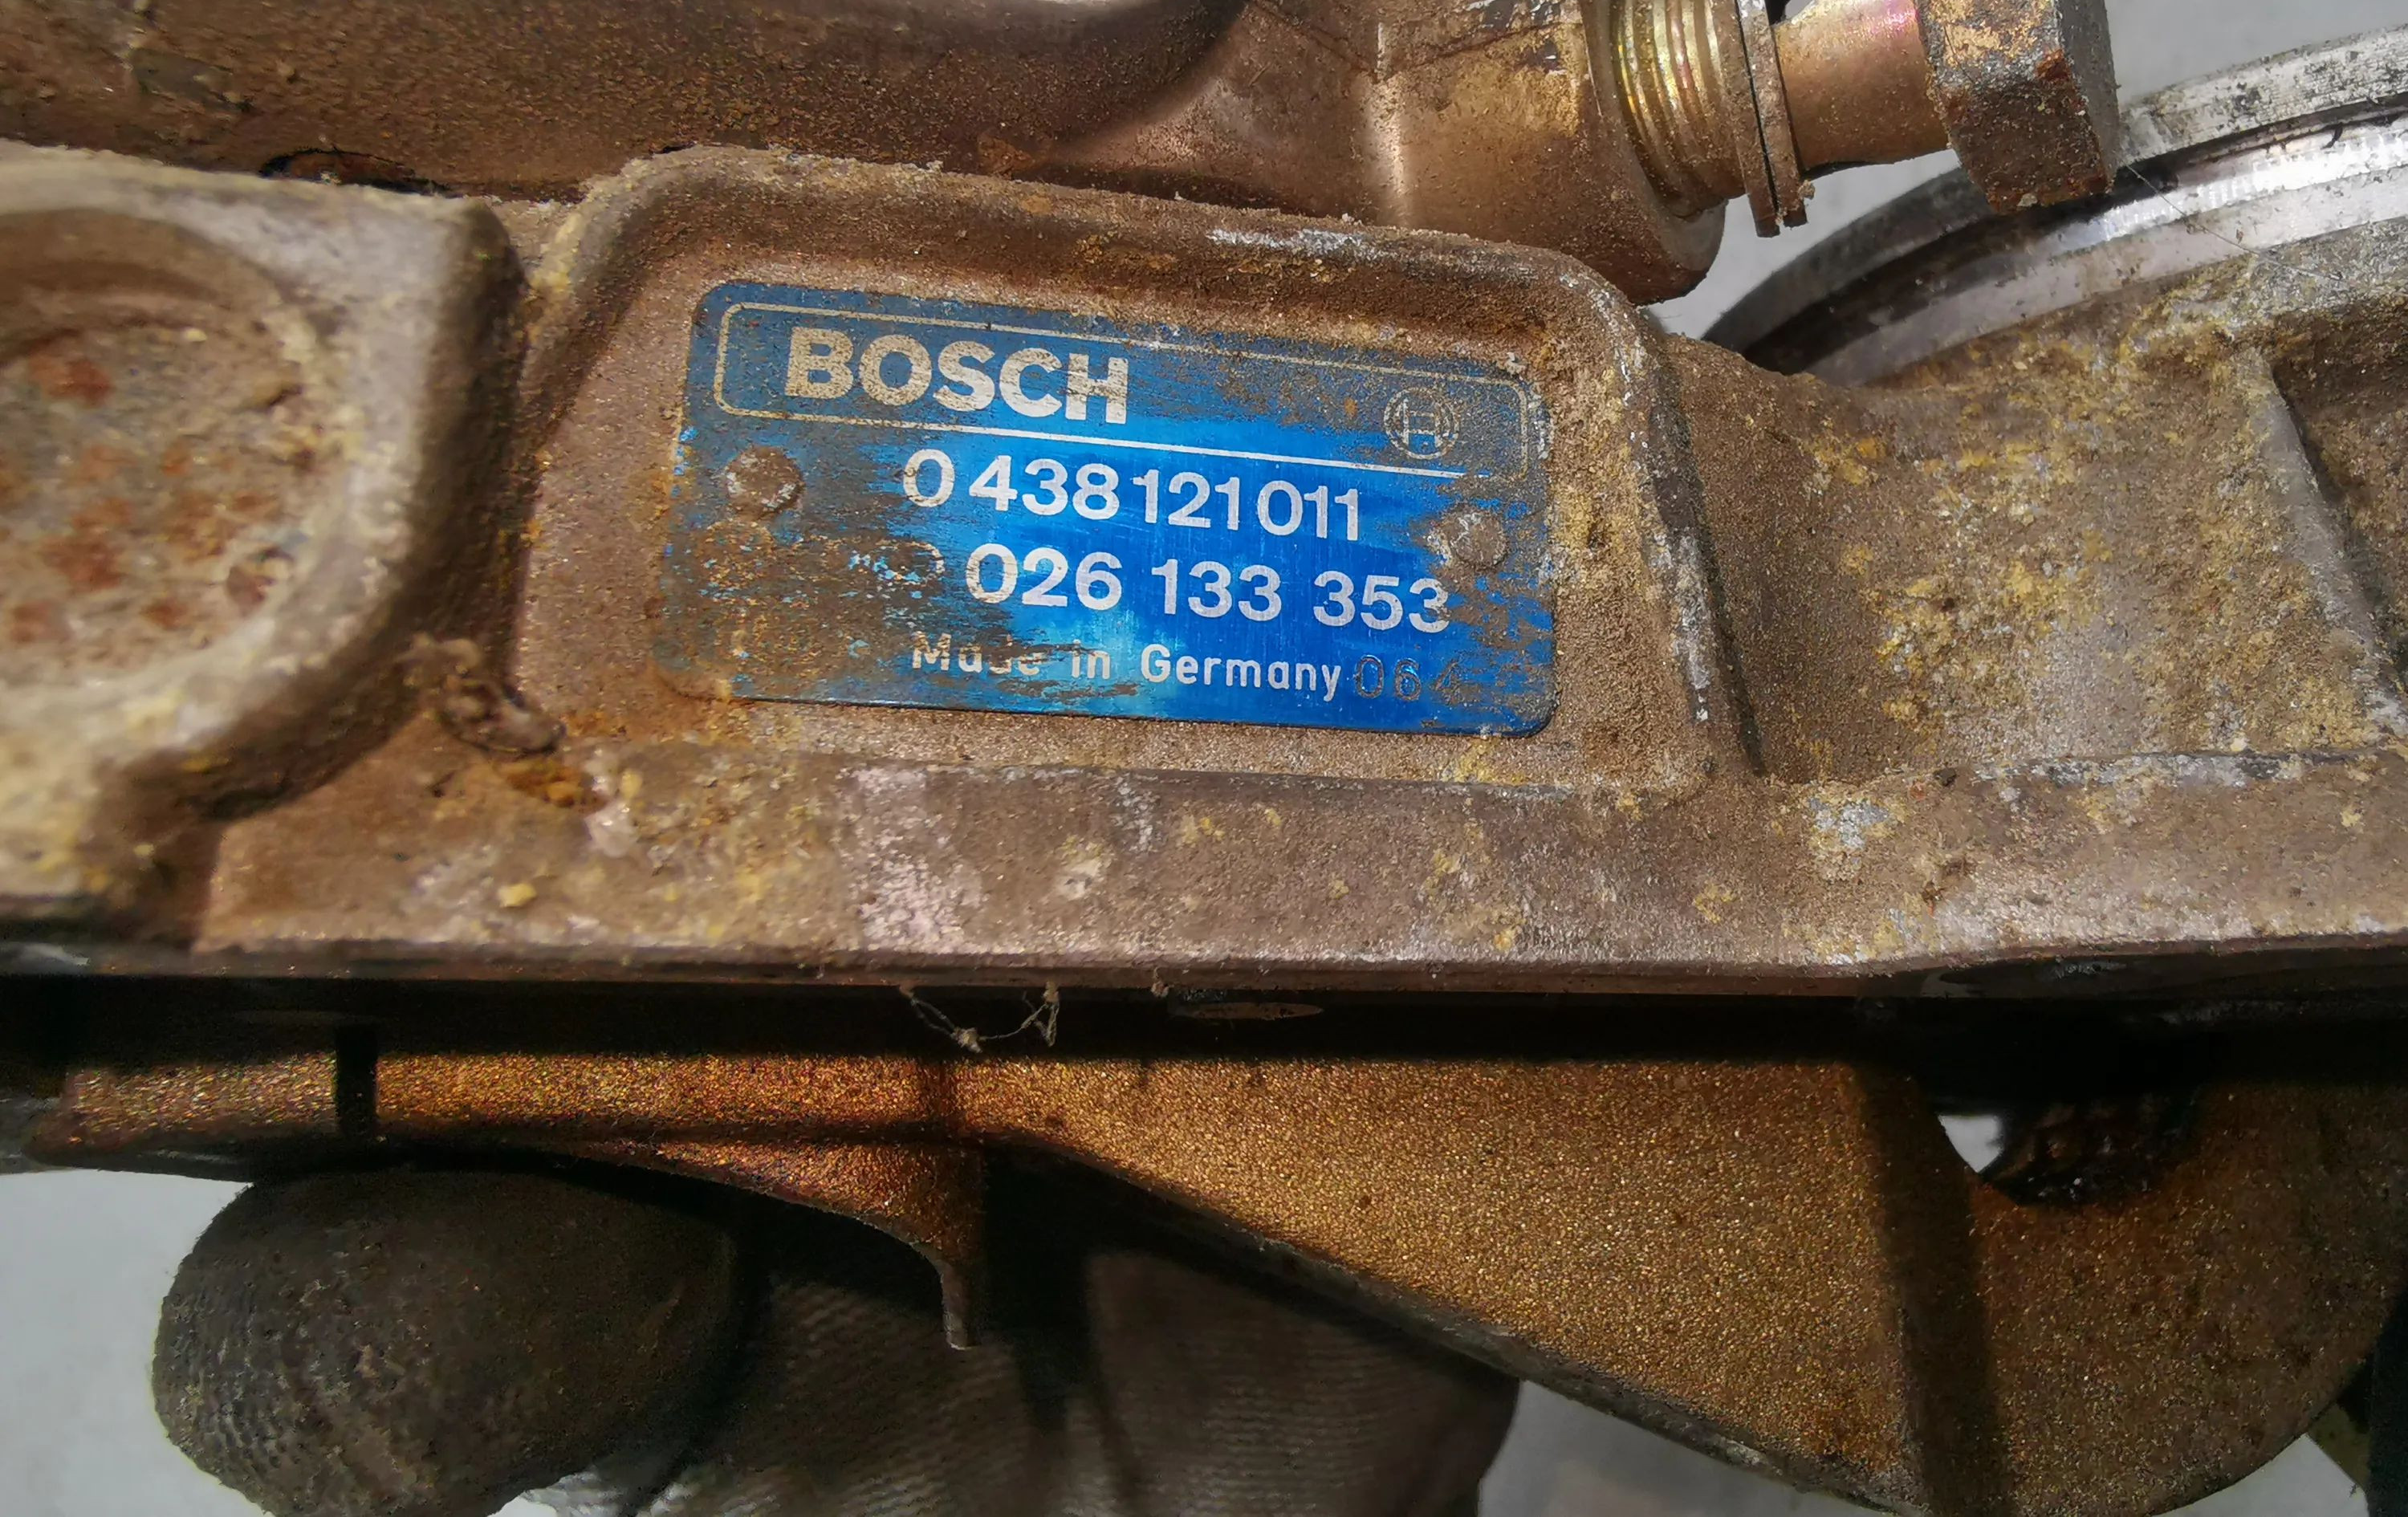 BOSCH
0 438 121 011
026 133 353
Made in Germany 064